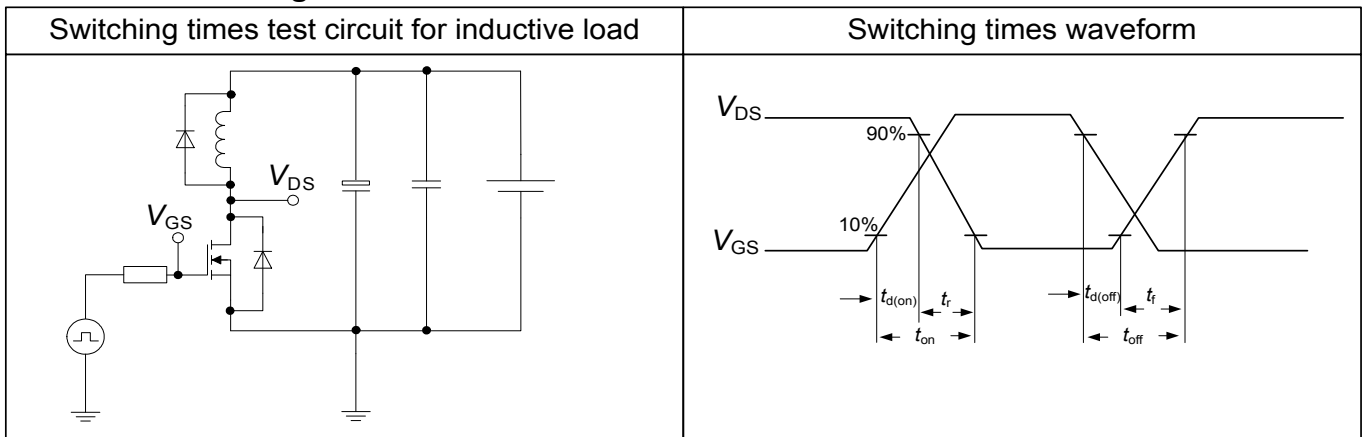 Switching times test circuit for inductive load
Switching times waveform
VDS
VGS
VDS
90%
10%
VGS
td(on)
tr
ton
td(off)
tf
toff